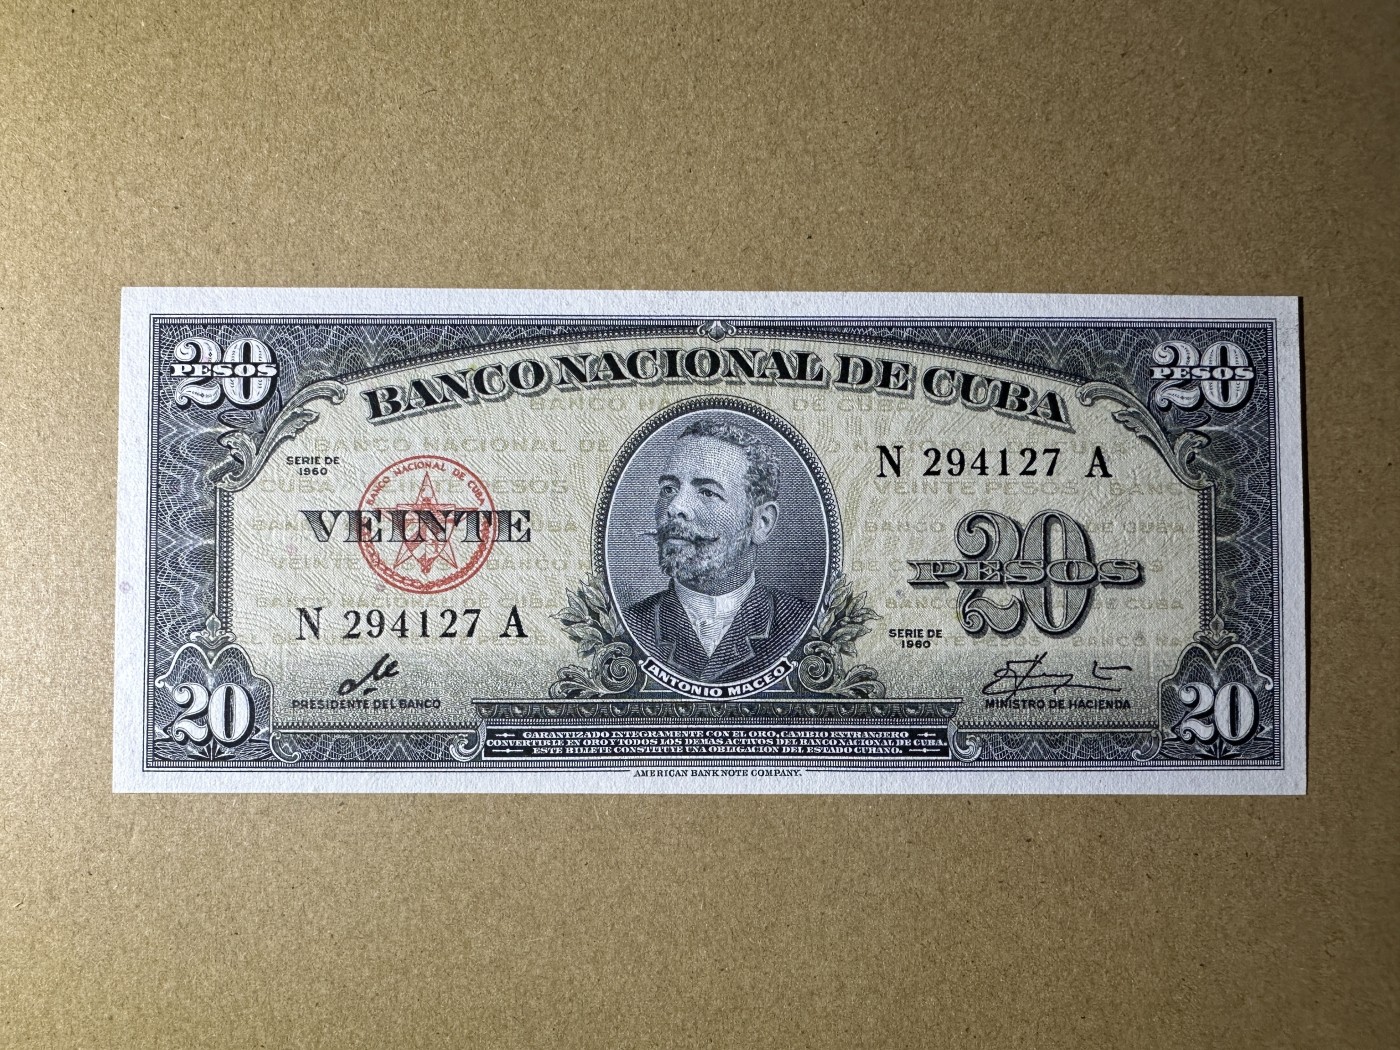 20 PESOS
BANCO NACIONAL DE CUBA
20 PESOS
SERIE DE
1960
BANCO NACIONAL DE CUBA
VEINTE
N 294127 A
N 294127 A
20 PESOS
SERIE DE
1960
PRESIDENTE DEL BANCO
ANTONIO MACEO
MINISTRO DE HACIENDA
20
20
GARANTIZADO INTEGRAMENTE CON EL ORO, CAMBIO EXTRANJERO
CONVERTIBLE EN ORO Y TODOS LOS DEMAS ACTIVOS DEL BANCO NACIONAL DE CUBA.
ESTE BILLETE CONSTITUYE UNA OBLIGACION DEL ESTADO CUBANO.
AMERICAN BANK NOTE COMPANY.